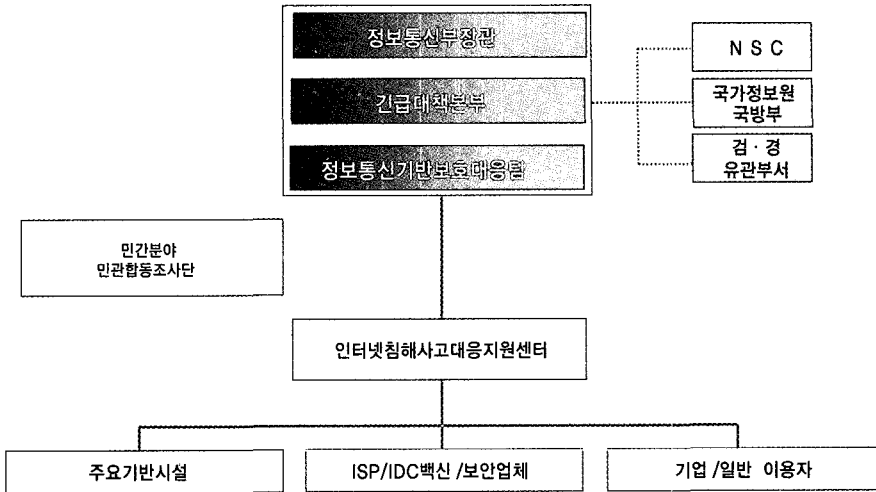 정보통신부장관
긴급대책본부
정보통신기반보호대응팀
N S C
국가정보원
국방부
검 · 경
유관부서
민간분야
민관합동조사단
인터넷침해사고대응지원센터
주요기반시설
ISP/IDC백신 /보안업체
기업 /일반 이용자